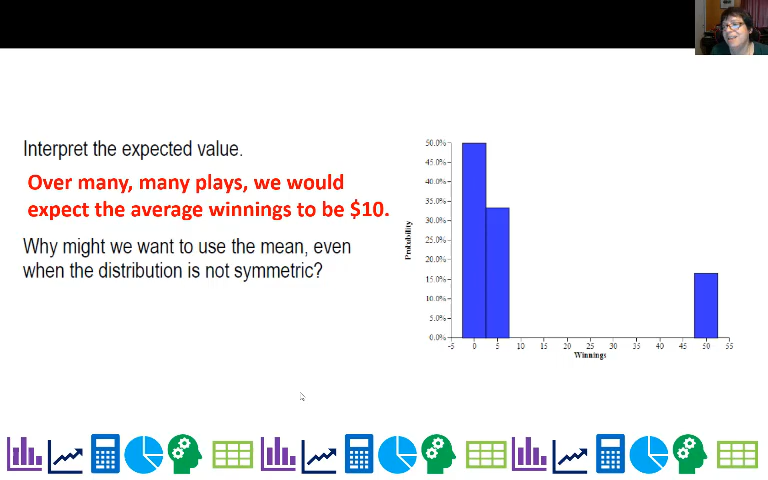 Interpret the expected value.
Over many, many plays, we would
expect the average winnings to be $10.
Why might we want to use the mean, even
when the distribution is not symmetric?
50.0%
45.0%
40.0%
35.0%
30.0%
25.0%
20.0%
15.0%
10.0%
5.0%
0.0%
Probability
-5 0 5 10 15 20 25 30 35 40 45 50 55
Winnings